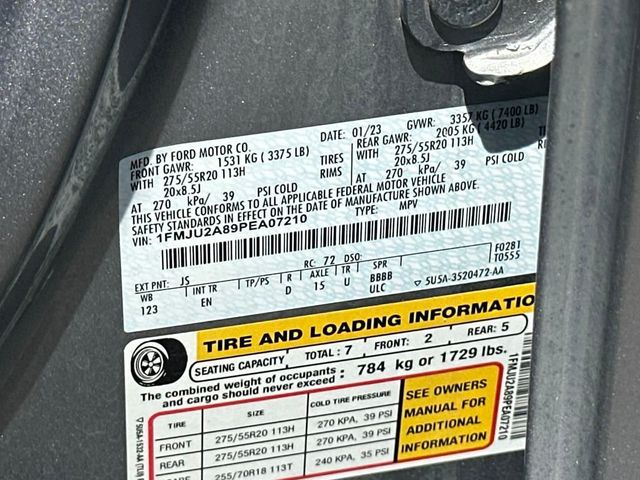 MFD. BY FORD MOTOR CO.
DATE: 01/23 GVWR: 3357 KG ( 7400 LB)
FRONT GAWR: 1531 KG ( 3375 LB) REAR GAWR: 2005 KG ( 4420 LB)
WITH 275/55R20 113H TIRES WITH 275/55R20 113H
20x8.5J RIMS 20x8.5J
AT 270 kPa/ 39 PSI COLD AT 270 kPa/ 39 PSI COLD
THIS VEHICLE CONFORMS TO ALL APPLICABLE FEDERAL MOTOR VEHICLE
SAFETY STANDARDS IN EFFECT ON THE DATE OF MANUFACTURE SHOWN ABOVE.
VIN: 1FMJU2A89PEA07210 TYPE: MPV
EXT PNT: JS RC: 72 DSO: F0281
WB INT TR TP/PS R AXLE TR SPR T0555
123 EN D 15 U BBBB
ULC ▽ 5U5A-3520472-AA
TIRE AND LOADING INFORMATIO
SEATING CAPACITY TOTAL: 7 FRONT: 2 REAR: 5
The combined weight of occupants
and cargo should never exceed : 784 kg or 1729 lbs.
TIRE SIZE COLD TIRE PRESSURE
FRONT 275/55R20 113H 270 KPA, 39 PSI
REAR 275/55R20 113H 270 KPA, 39 PSI
255/70R18 113T 240 KPA, 35 PSI
SEE OWNERS
MANUAL FOR
ADDITIONAL
INFORMATION
1FMJU2A89PEA07210